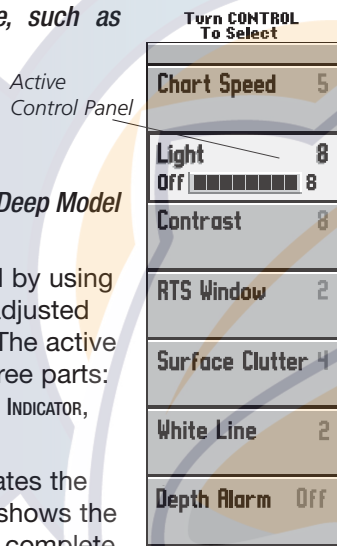 e, such as
Active
Control Panel
Deep Model
d by using
adjusted
The active
ree parts:
INDICATOR,
ates the
shows the
complete
Turn CONTROL
To Select
Chart Speed 5
Light 8
Off 8
Contrast 8
RTS Window 2
Surface Clutter 4
White Line 2
Depth Alarm Off